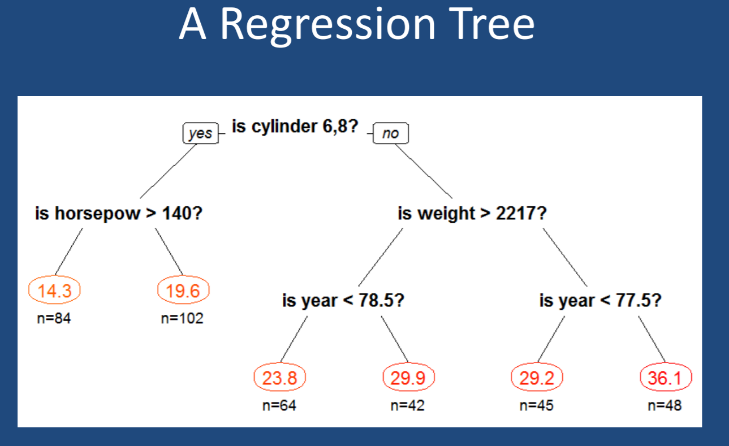 A Regression Tree
yes is cylinder 6,8? no
is horsepow > 140? is weight > 2217?
14.3 19.6
n=84 n=102
is year < 78.5? is year < 77.5?
23.8 29.9 29.2 36.1
n=64 n=42 n=45 n=48